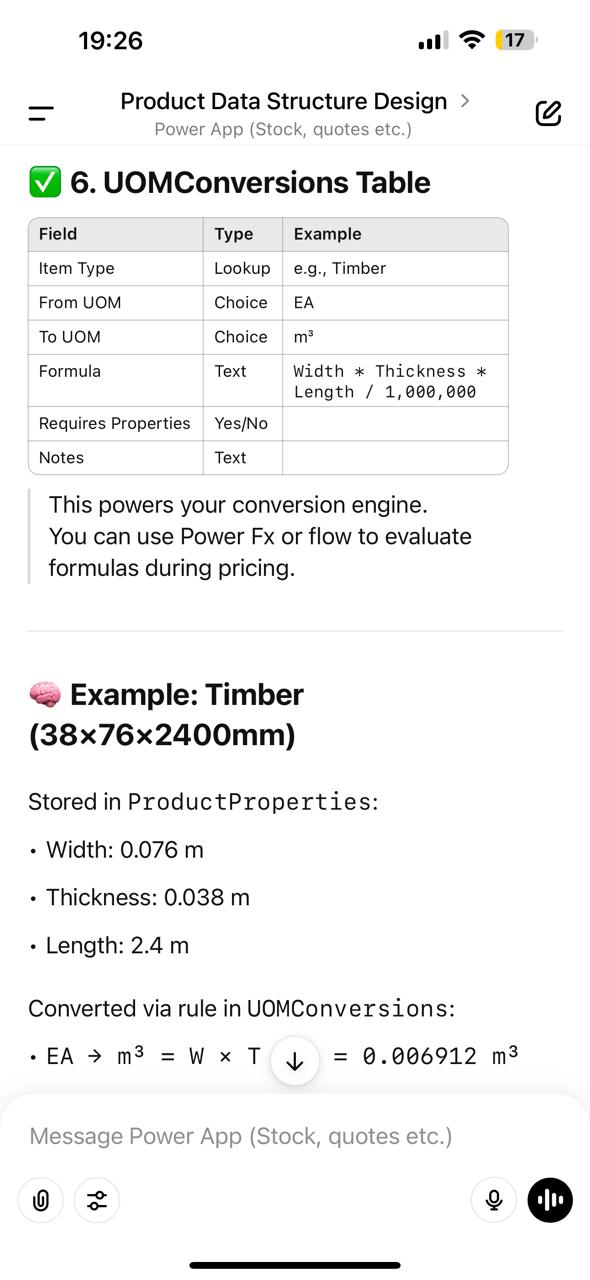 19:26
17
Product Data Structure Design >
Power App (Stock, quotes etc.)
✅ 6. UOMConversions Table
Field Type Example
Item Type Lookup e.g., Timber
From UOM Choice EA
To UOM Choice m³
Formula Text Width * Thickness *
Length / 1,000,000
Requires Properties Yes/No
Notes Text
This powers your conversion engine.
You can use Power Fx or flow to evaluate
formulas during pricing.
🧠 Example: Timber
(38×76×2400mm)
Stored in ProductProperties:
• Width: 0.076 m
• Thickness: 0.038 m
• Length: 2.4 m
Converted via rule in UOMConversions:
• EA → m³ = W × T = 0.006912 m³
Message Power App (Stock, quotes etc.)